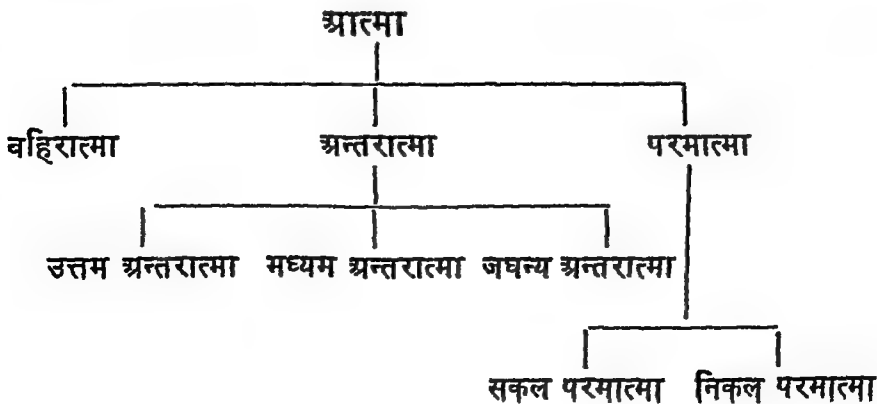 आत्मा
वहिरात्मा अन्तरात्मा परमात्मा
उत्तम अन्तरात्मा मध्यम अन्तरात्मा जघन्य अन्तरात्मा
सकल परमात्मा निकल परमात्मा